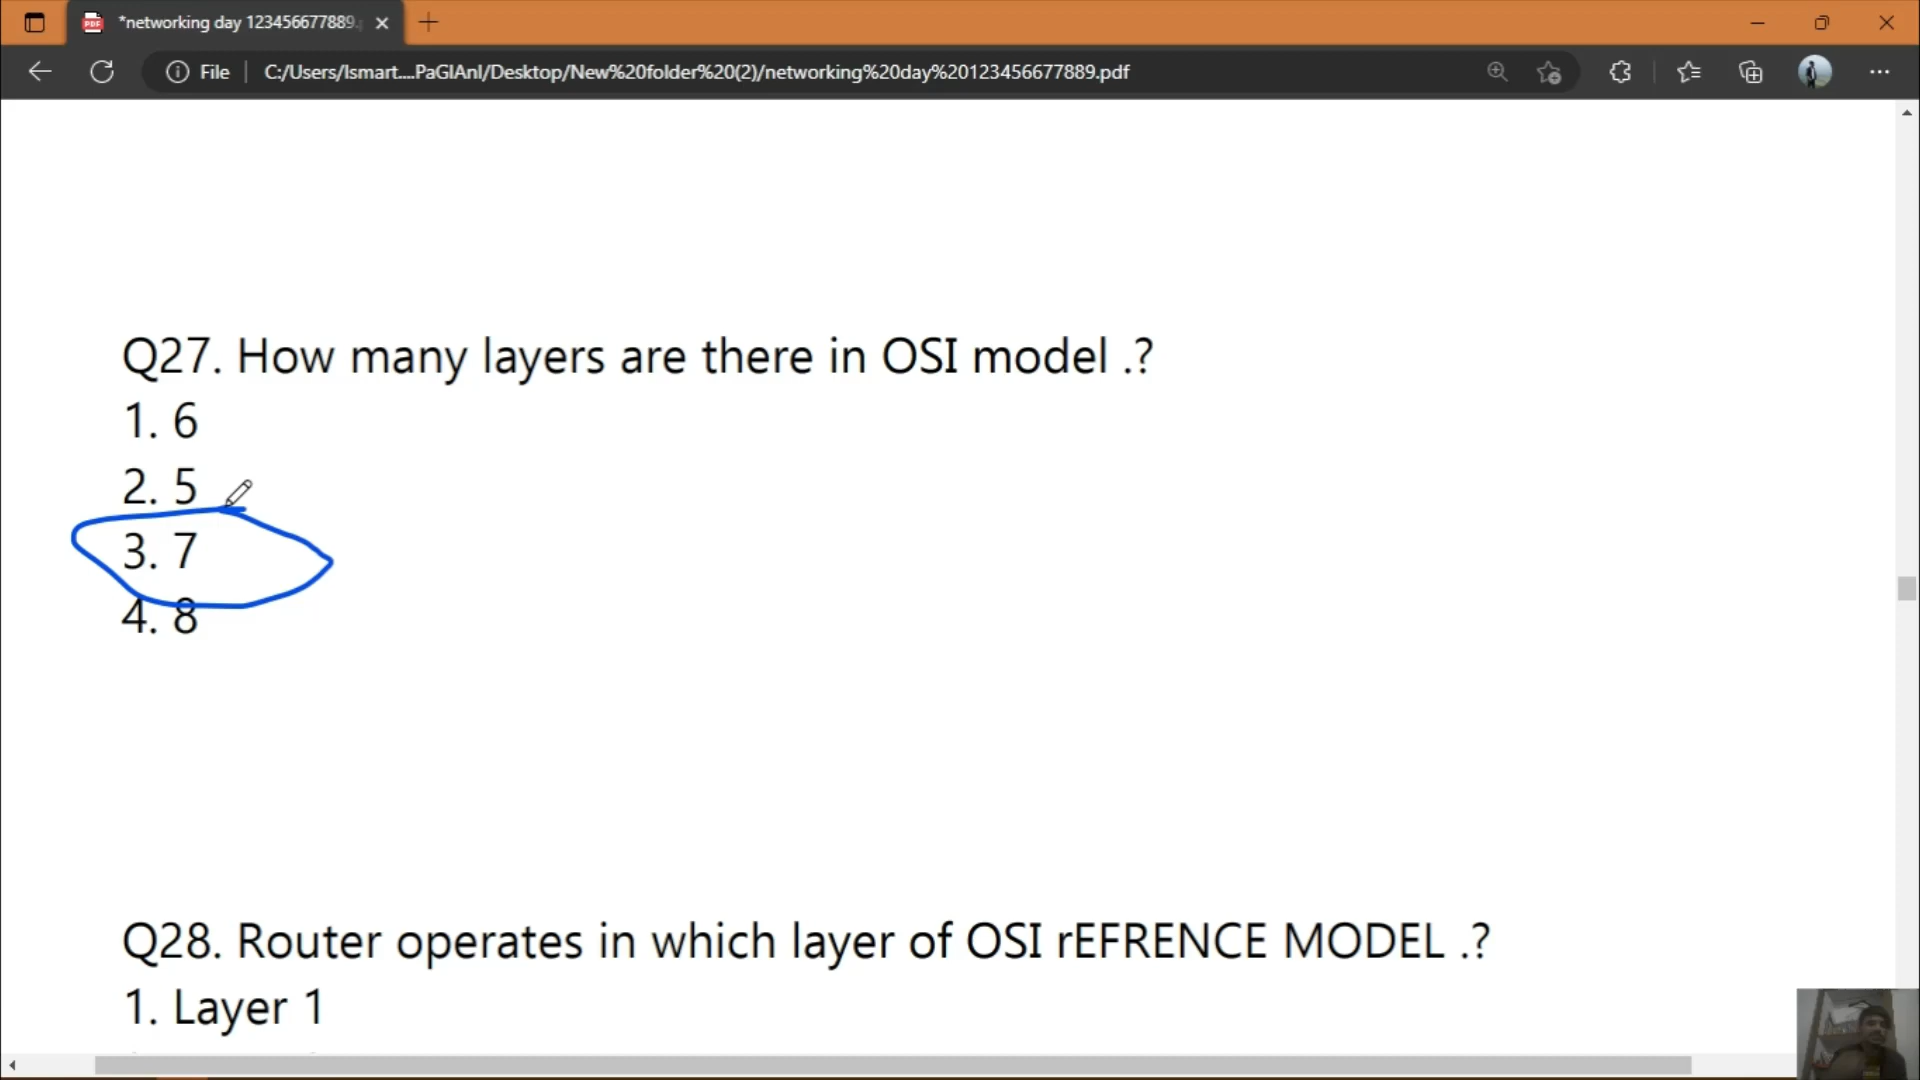 *networking day 123456677889.
File
C:/Users/Ismart....PaGIAnI/Desktop/New%20folder%20(2)/networking%20day%20123456677889.pdf
Q27. How many layers are there in OSI model .?
1. 6
2. 5
3. 7
4. 8
Q28. Router operates in which layer of OSI rEFRENCE MODEL .?
1. Layer 1